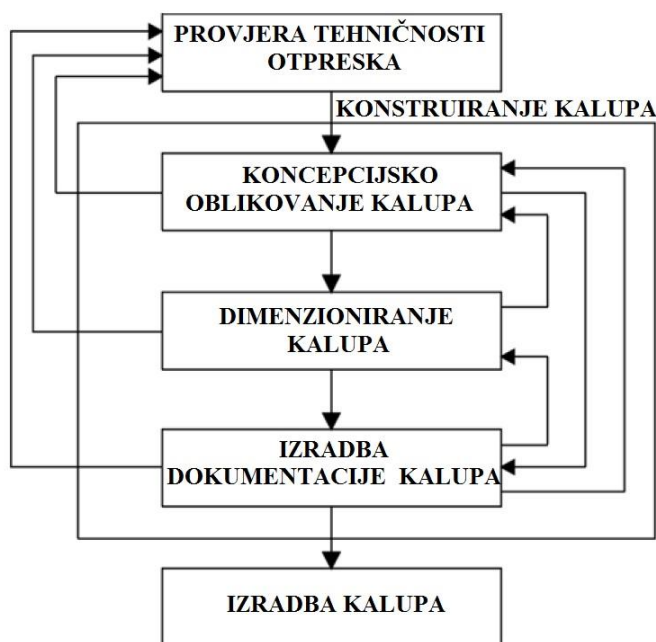 PROVJERA TEHNIČNOSTI
OTPRESKA
KONSTRUIRANJE KALUPA
KONCEPCIJSKO
OBLIKOVANJE KALUPA
DIMENZIONIRANJE
KALUPA
IZRADBA
DOKUMENTACIJE KALUPA
IZRADBA KALUPA